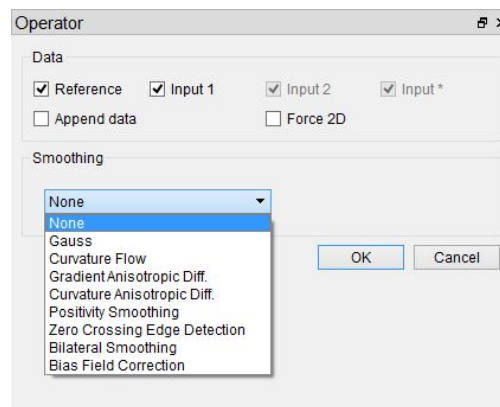 Operator
Data
Reference Input 1 Input 2 Input *
Append data Force 2D
Smoothing
None
None
Gauss
Curvature Flow
Gradient Anisotropic Diff.
Curvature Anisotropic Diff.
Positivity Smoothing
Zero Crossing Edge Detection
Bilateral Smoothing
Bias Field Correction
OK Cancel